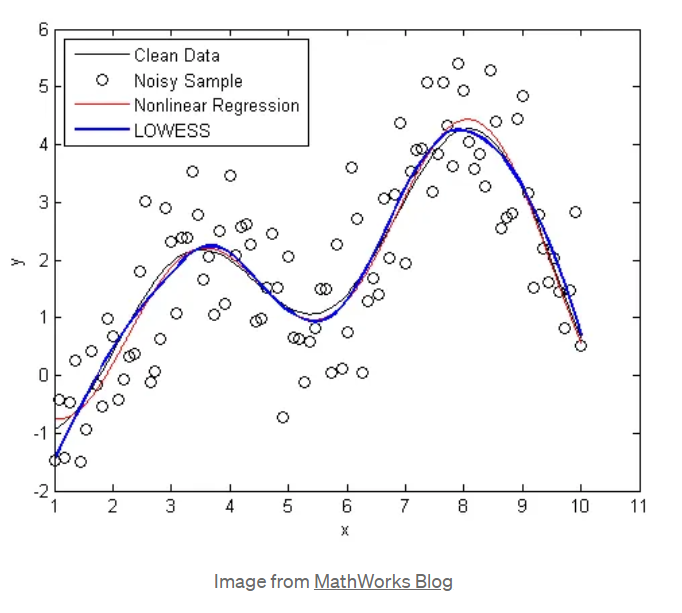 6
5
4
3
2
1
0
-1
-2
y
Clean Data
Noisy Sample
Nonlinear Regression
LOWESS
1 2 3 4 5 6 7 8 9 10 11
x
Image from MathWorks Blog